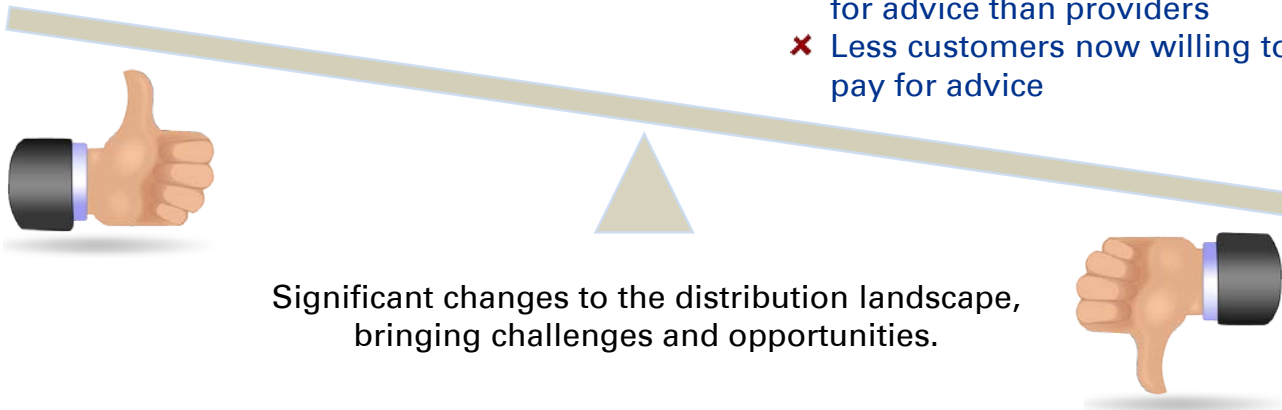 for advice than providers
✘ Less customers now willing to
pay for advice
Significant changes to the distribution landscape,
bringing challenges and opportunities.